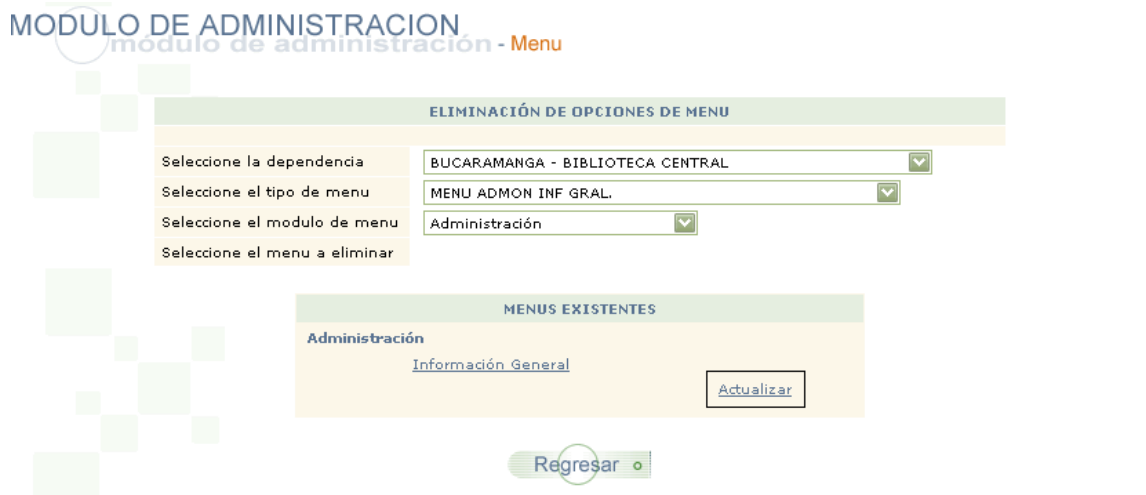 MODULO DE ADMINISTRACION
módulo de administración - Menu
ELIMINACIÓN DE OPCIONES DE MENU
Seleccione la dependencia BUCARAMANGA - BIBLIOTECA CENTRAL
Seleccione el tipo de menu MENU ADMON INF GRAL.
Seleccione el modulo de menu Administración
Seleccione el menu a eliminar
MENUS EXISTENTES
Administración
Información General
Actualizar
Regresar